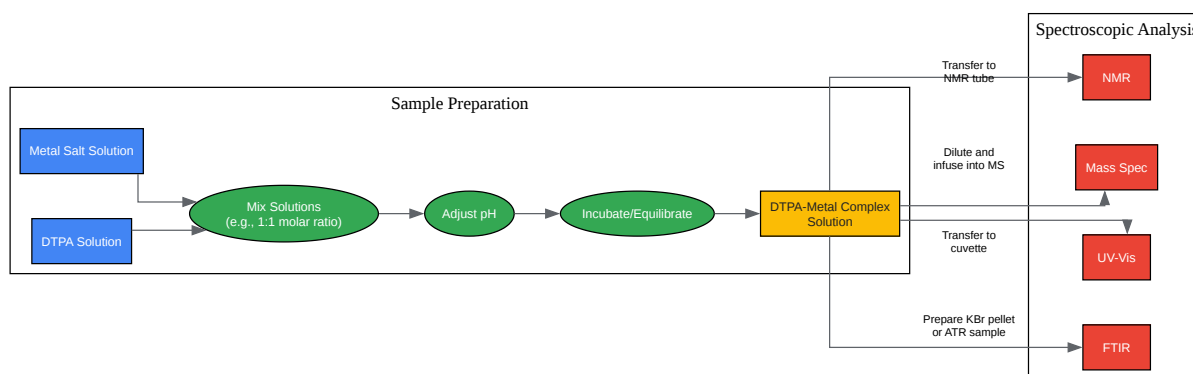 Spectroscopic Analysis
Transfer to
NMR tube
NMR
Sample Preparation
Metal Salt Solution
Dilute and
infuse into MS
Mass Spec
Mix Solutions
(e.g., 1:1 molar ratio)
Adjust pH
Incubate/Equilibrate
DTPA-Metal Complex
Solution
DTPA Solution
Transfer to
cuvette
UV-Vis
Prepare KBr pellet
or ATR sample
FTIR